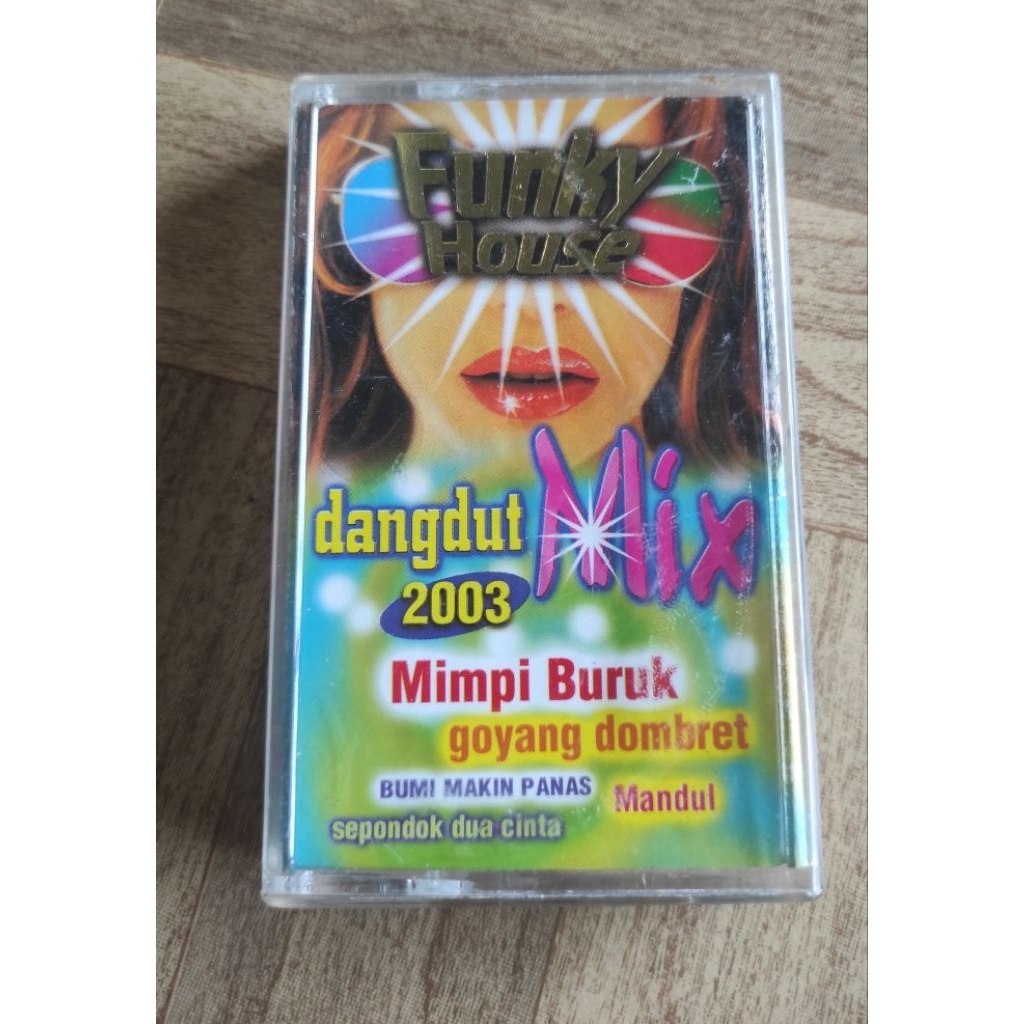 Funky
House
dangdut Mix
2003
Mimpi Buruk
goyang dombret
BUMI MAKIN PANAS
Mandul
sepondok dua cinta